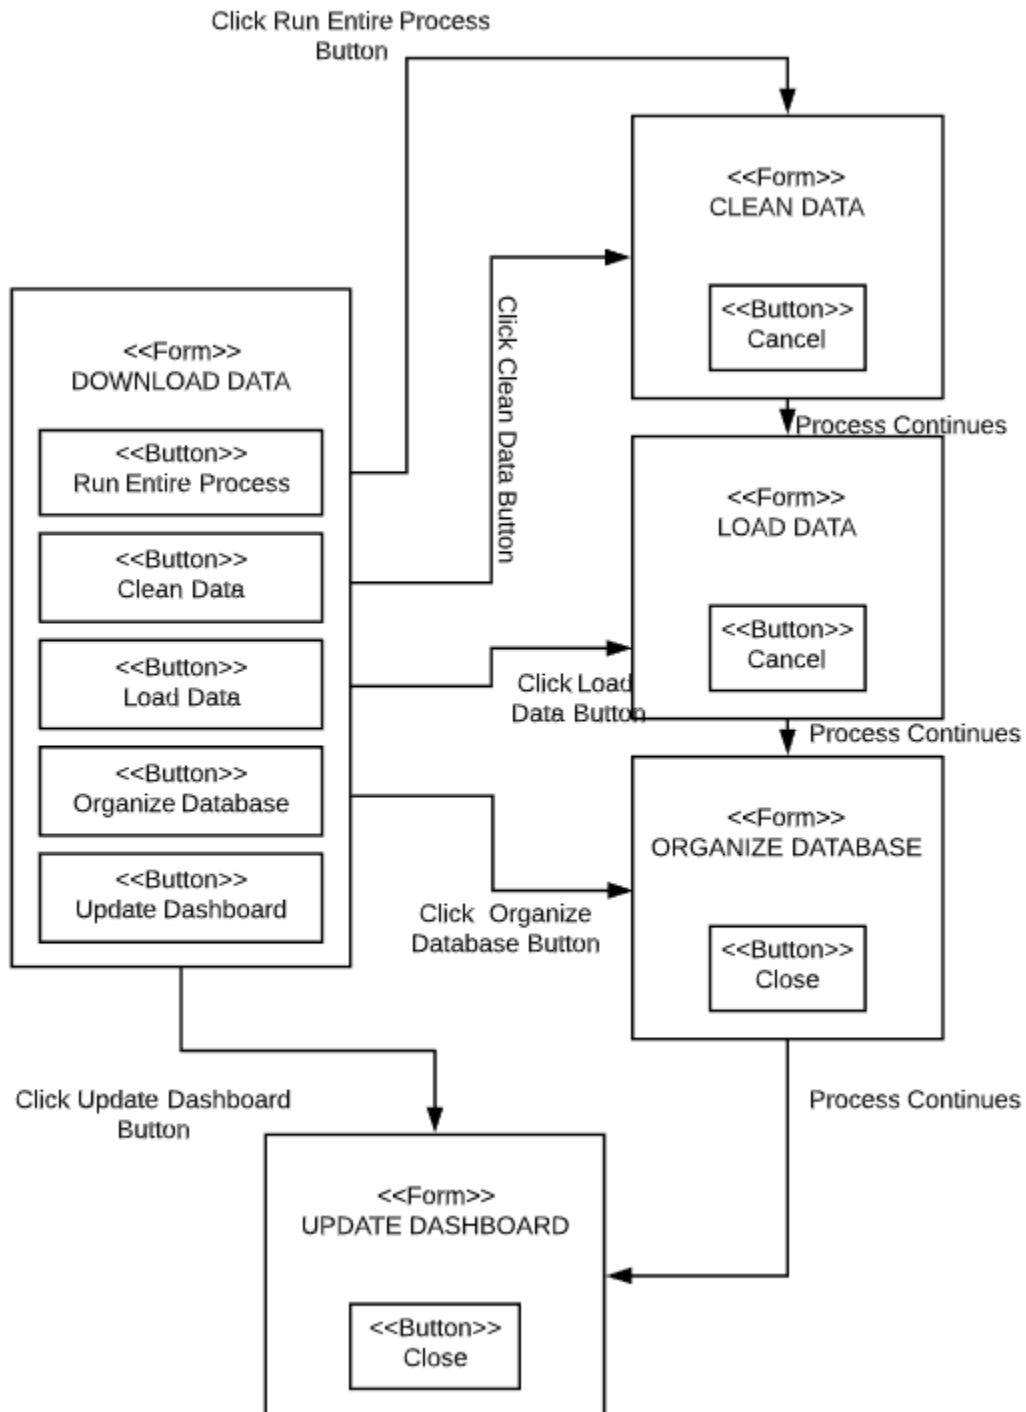 Click Run Entire Process
Button
<<Form>>
CLEAN DATA
<<Button>>
Cancel
Process Continues
Click Clean Data Button
<<Form>>
DOWNLOAD DATA
<<Button>>
Run Entire Process
<<Button>>
Clean Data
<<Button>>
Load Data
<<Button>>
Organize Database
<<Button>>
Update Dashboard
<<Form>>
LOAD DATA
<<Button>>
Cancel
Click Load
Data Button
Process Continues
<<Form>>
ORGANIZE DATABASE
<<Button>>
Close
Click Organize
Database Button
Process Continues
Click Update Dashboard
Button
<<Form>>
UPDATE DASHBOARD
<<Button>>
Close